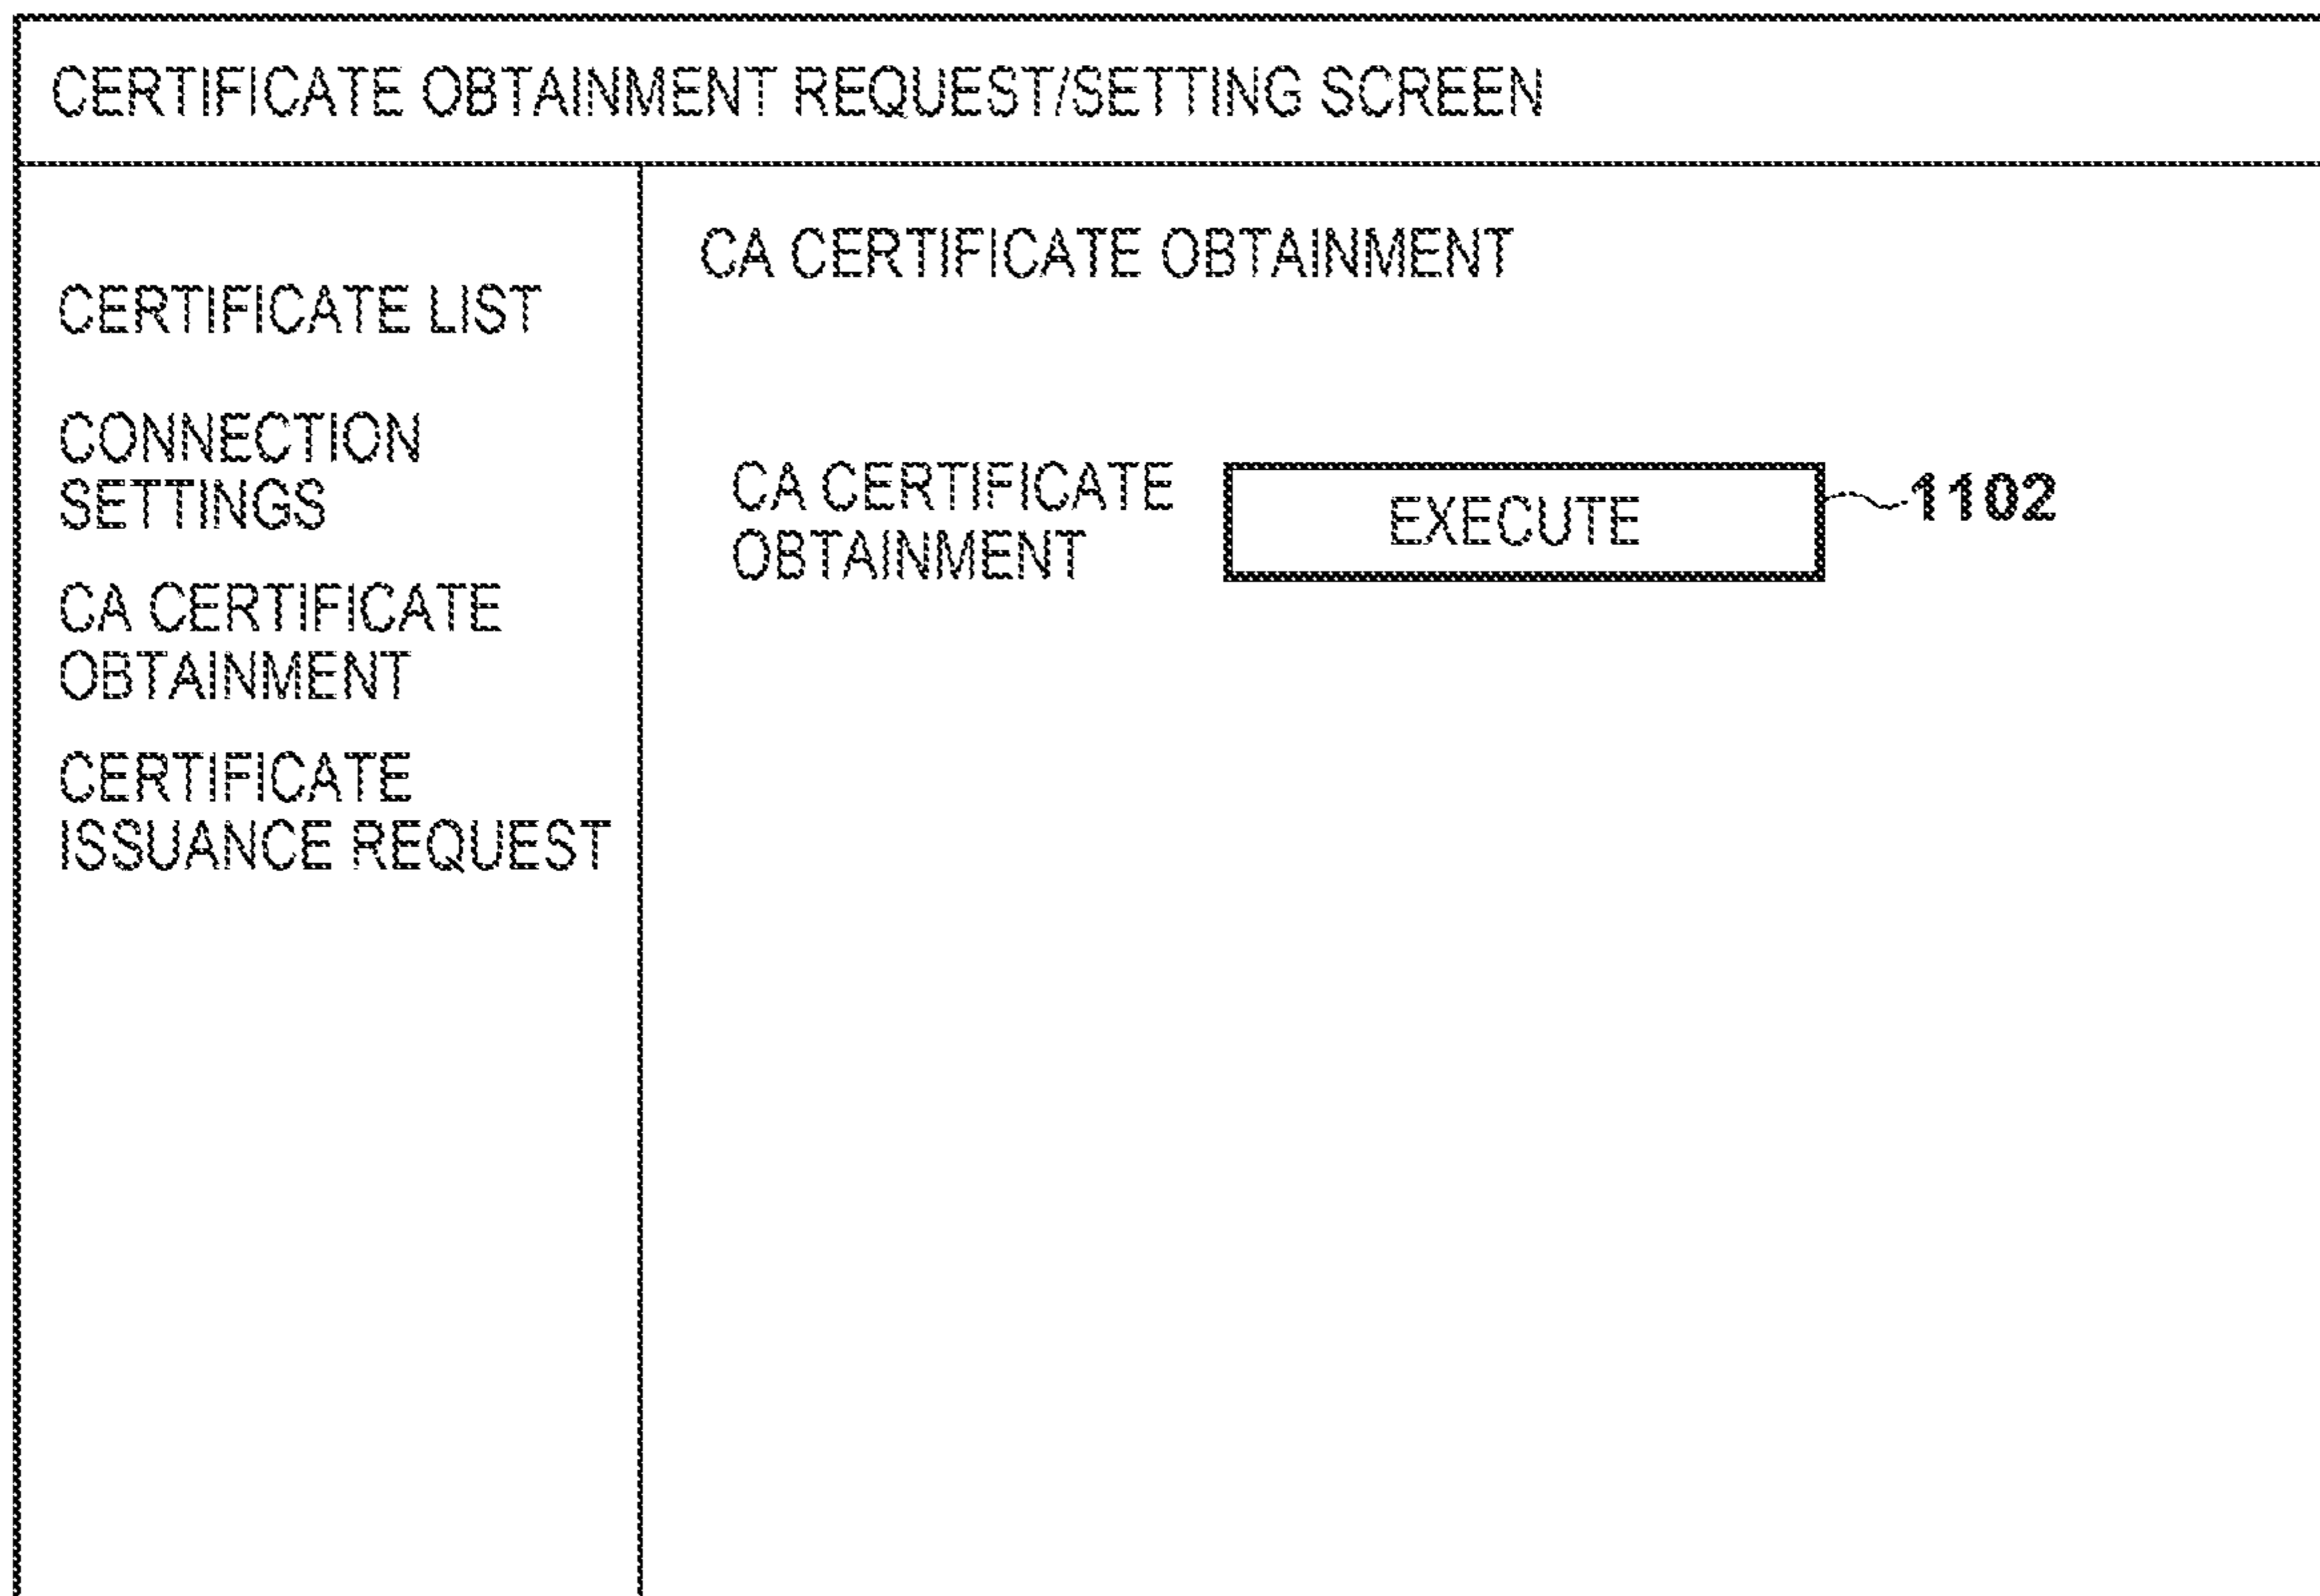 CERTIFICATE OBTAINMENT REQUEST/SETTING SCREEN
CERTIFICATE LIST
CONNECTION
SETTINGS
CA CERTIFICATE
OBTAINMENT
CERTIFICATE
ISSUANCE REQUEST
CA CERTIFICATE OBTAINMENT
CA CERTIFICATE
OBTAINMENT
EXECUTE
1102